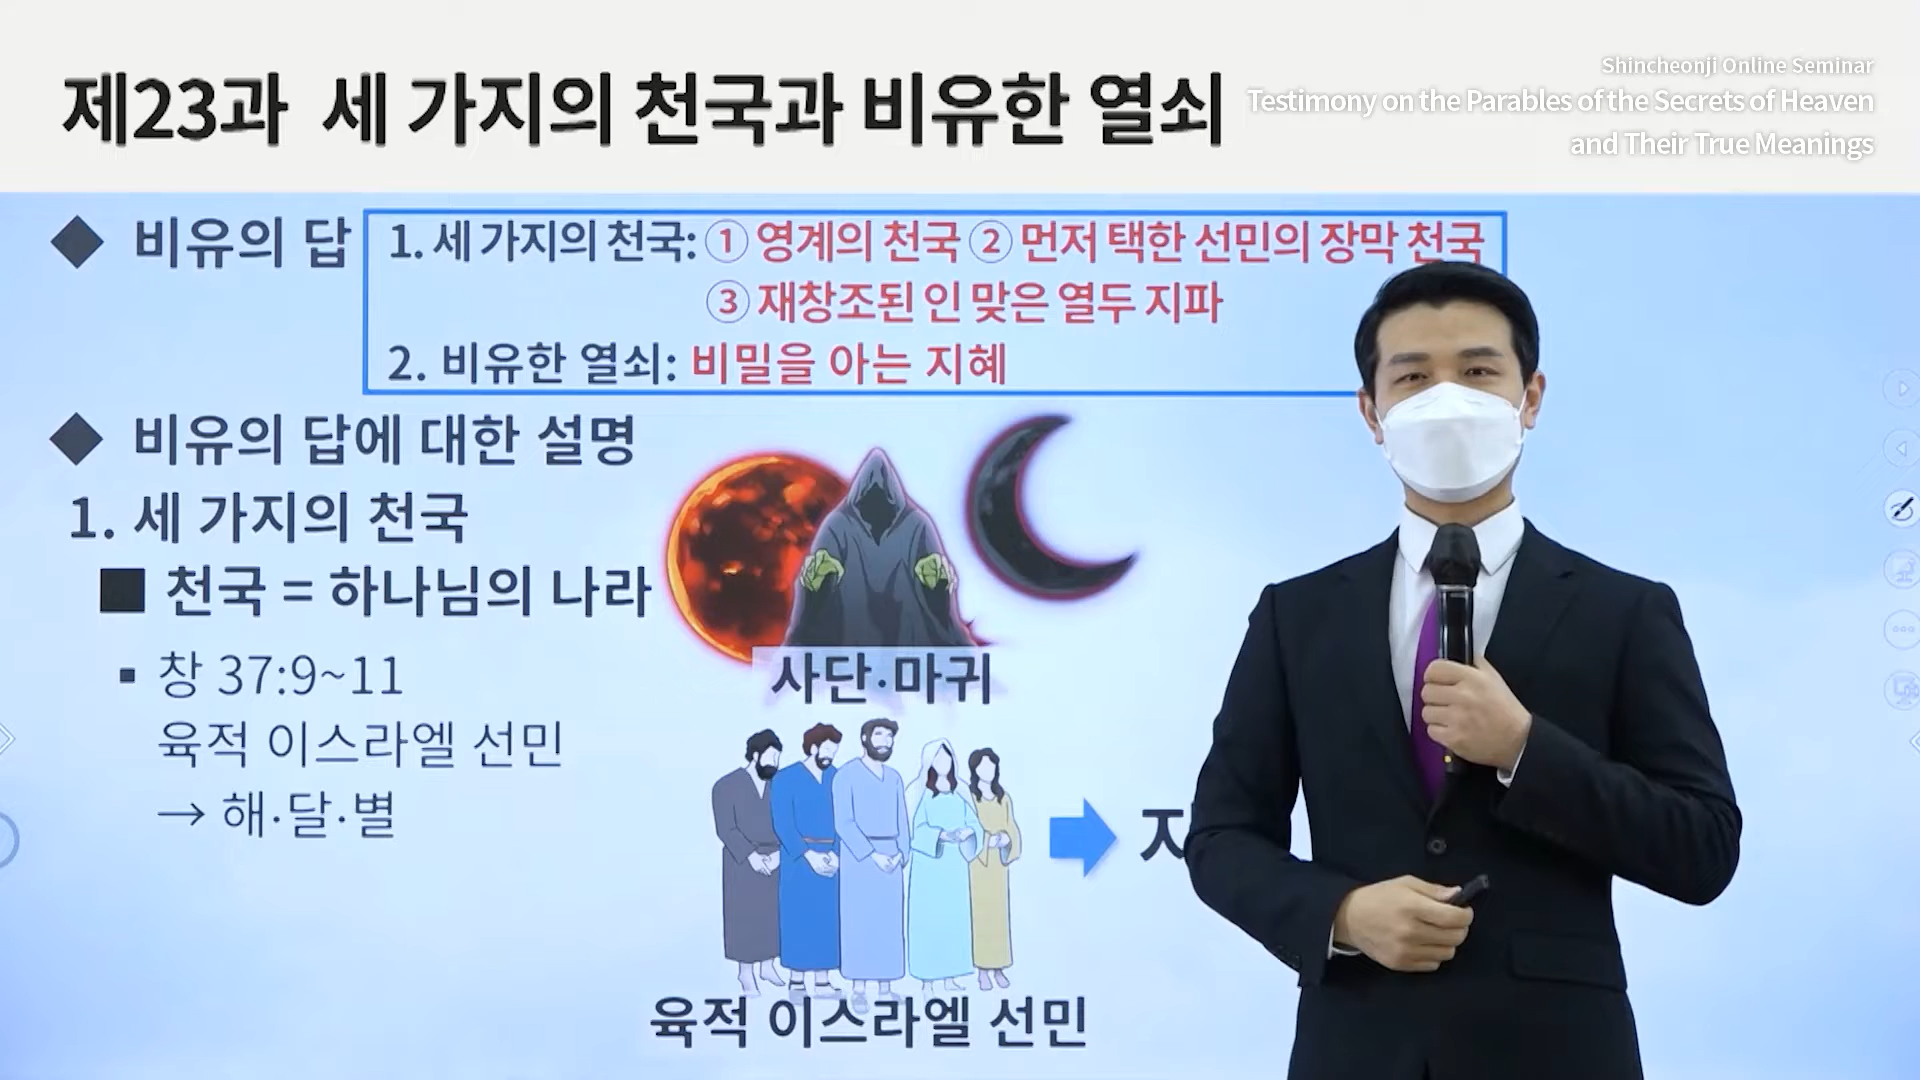 제23과 세 가지의 천국과 비유한 열쇠
Shincheonji Online Seminar
Testimony on the Parables of the Secrets of Heaven
and Their True Meanings
◆ 비유의 답
1. 세 가지의 천국: ① 영계의 천국 ② 먼저 택한 선민의 장막 천국
③ 재창조된 인 맞은 열두 지파
2. 비유한 열쇠: 비밀을 아는 지혜
◆ 비유의 답에 대한 설명
1. 세 가지의 천국
■ 천국 = 하나님의 나라
▪ 창 37:9~11
육적 이스라엘 선민
→ 해·달·별
사단·마귀
육적 이스라엘 선민